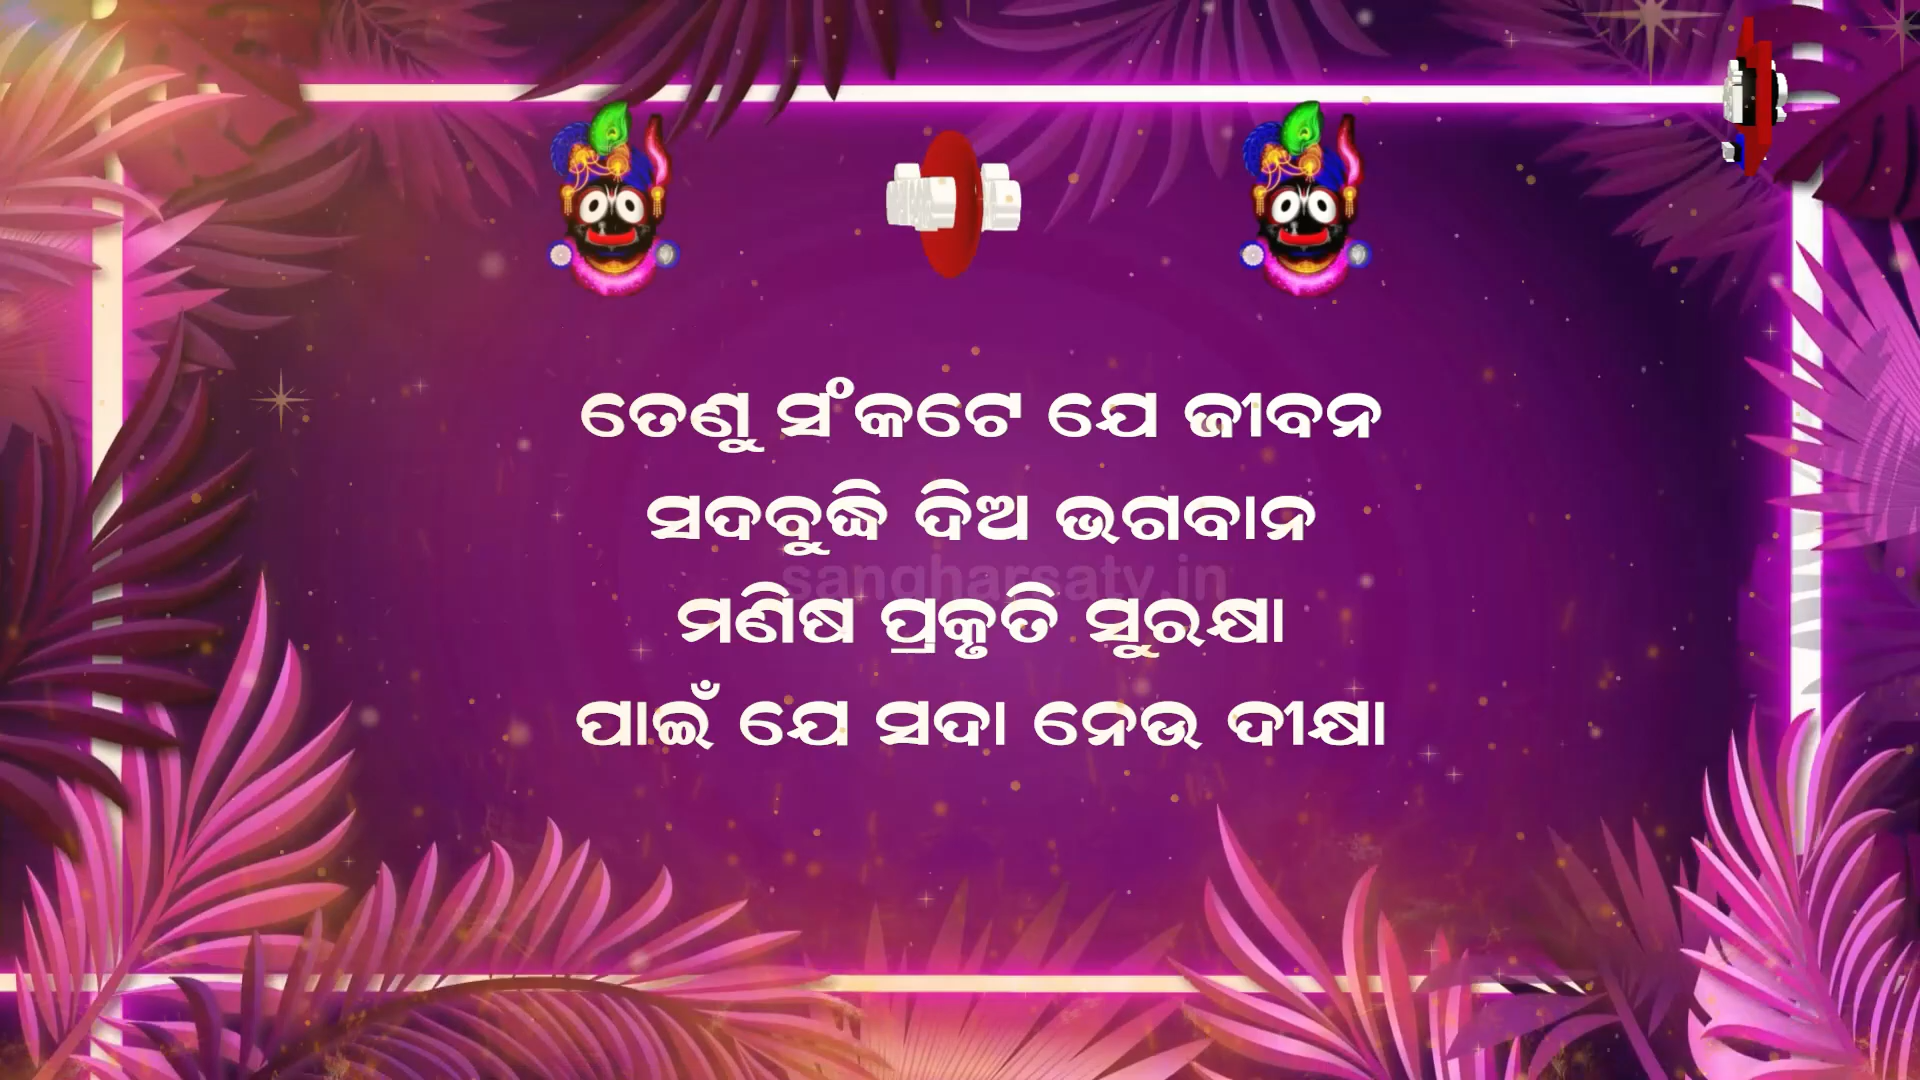 ତେଣୁ ସଂକଟେ ଯେ ଜୀବନ
ସଦବୁଦ୍ଧି ଦିଅ ଭଗବାନ
sangharsatv.in
ମଣିଷ ପ୍ରକୃତି ସୁରକ୍ଷା
ପାଇଁ ଯେ ସଦା ନେଉ ଦୀକ୍ଷା